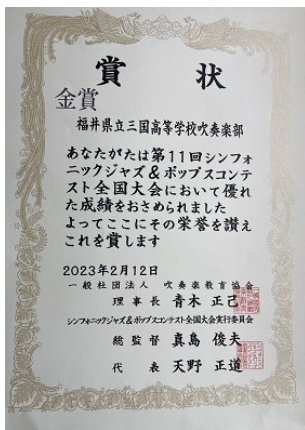 賞状
金賞
福井県立三国高等学校吹奏楽部
あなたがたは第11回シンフォ
ニックジャズ＆ポップスコンテ
スト全国大会において優れ
た成績をおさめられました
よってここにその栄誉を讃え
これを賞します
2023年2月12日
一般社団法人 吹奏楽教育協会
理事長 青木正己
シンフォニックジャズ&ポップスコンテスト全国大会実行委員会
総監督 真島俊夫
代表 天野正道